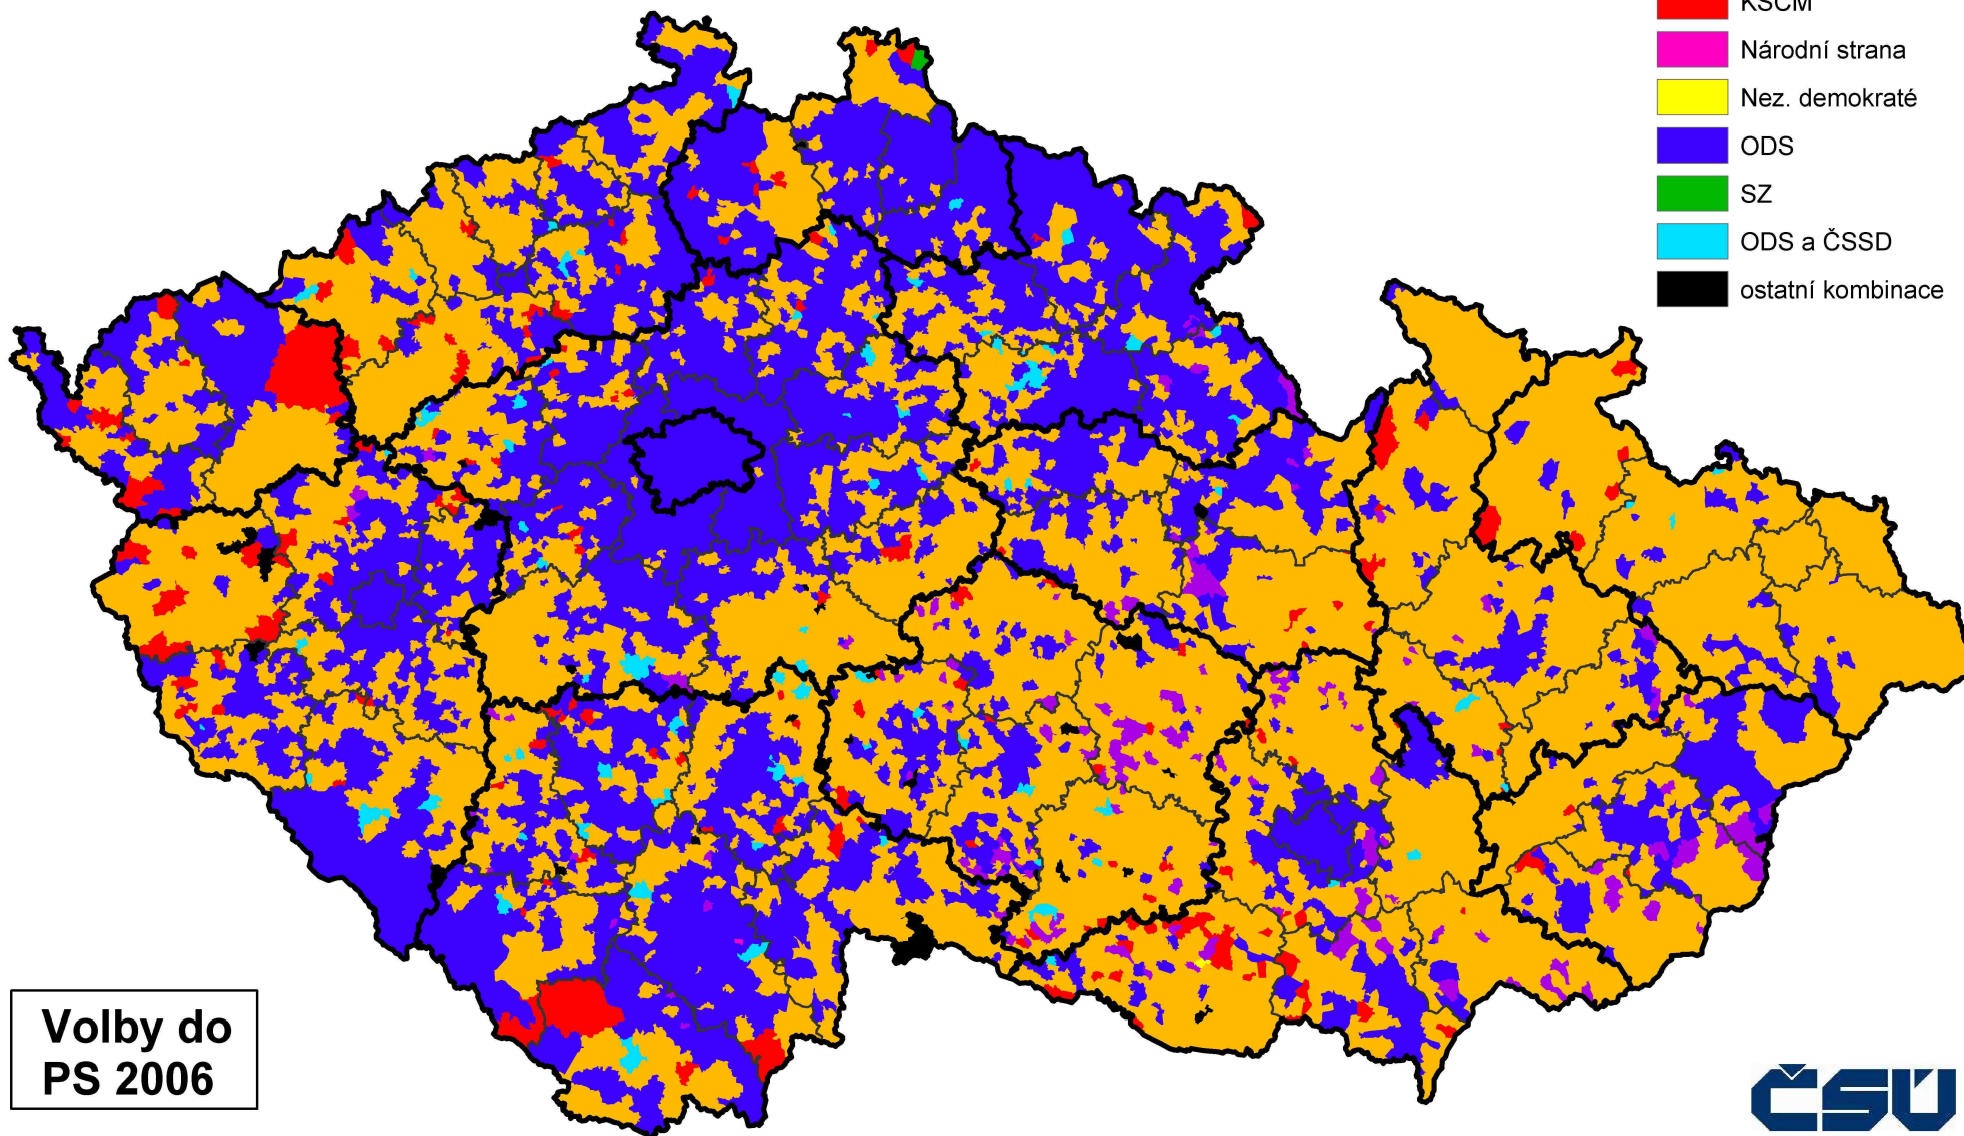 KSČM
Národní strana
Nez. demokraté
ODS
SZ
ODS a ČSSD
ostatní kombinace
Volby do
PS 2006
ČSÚ